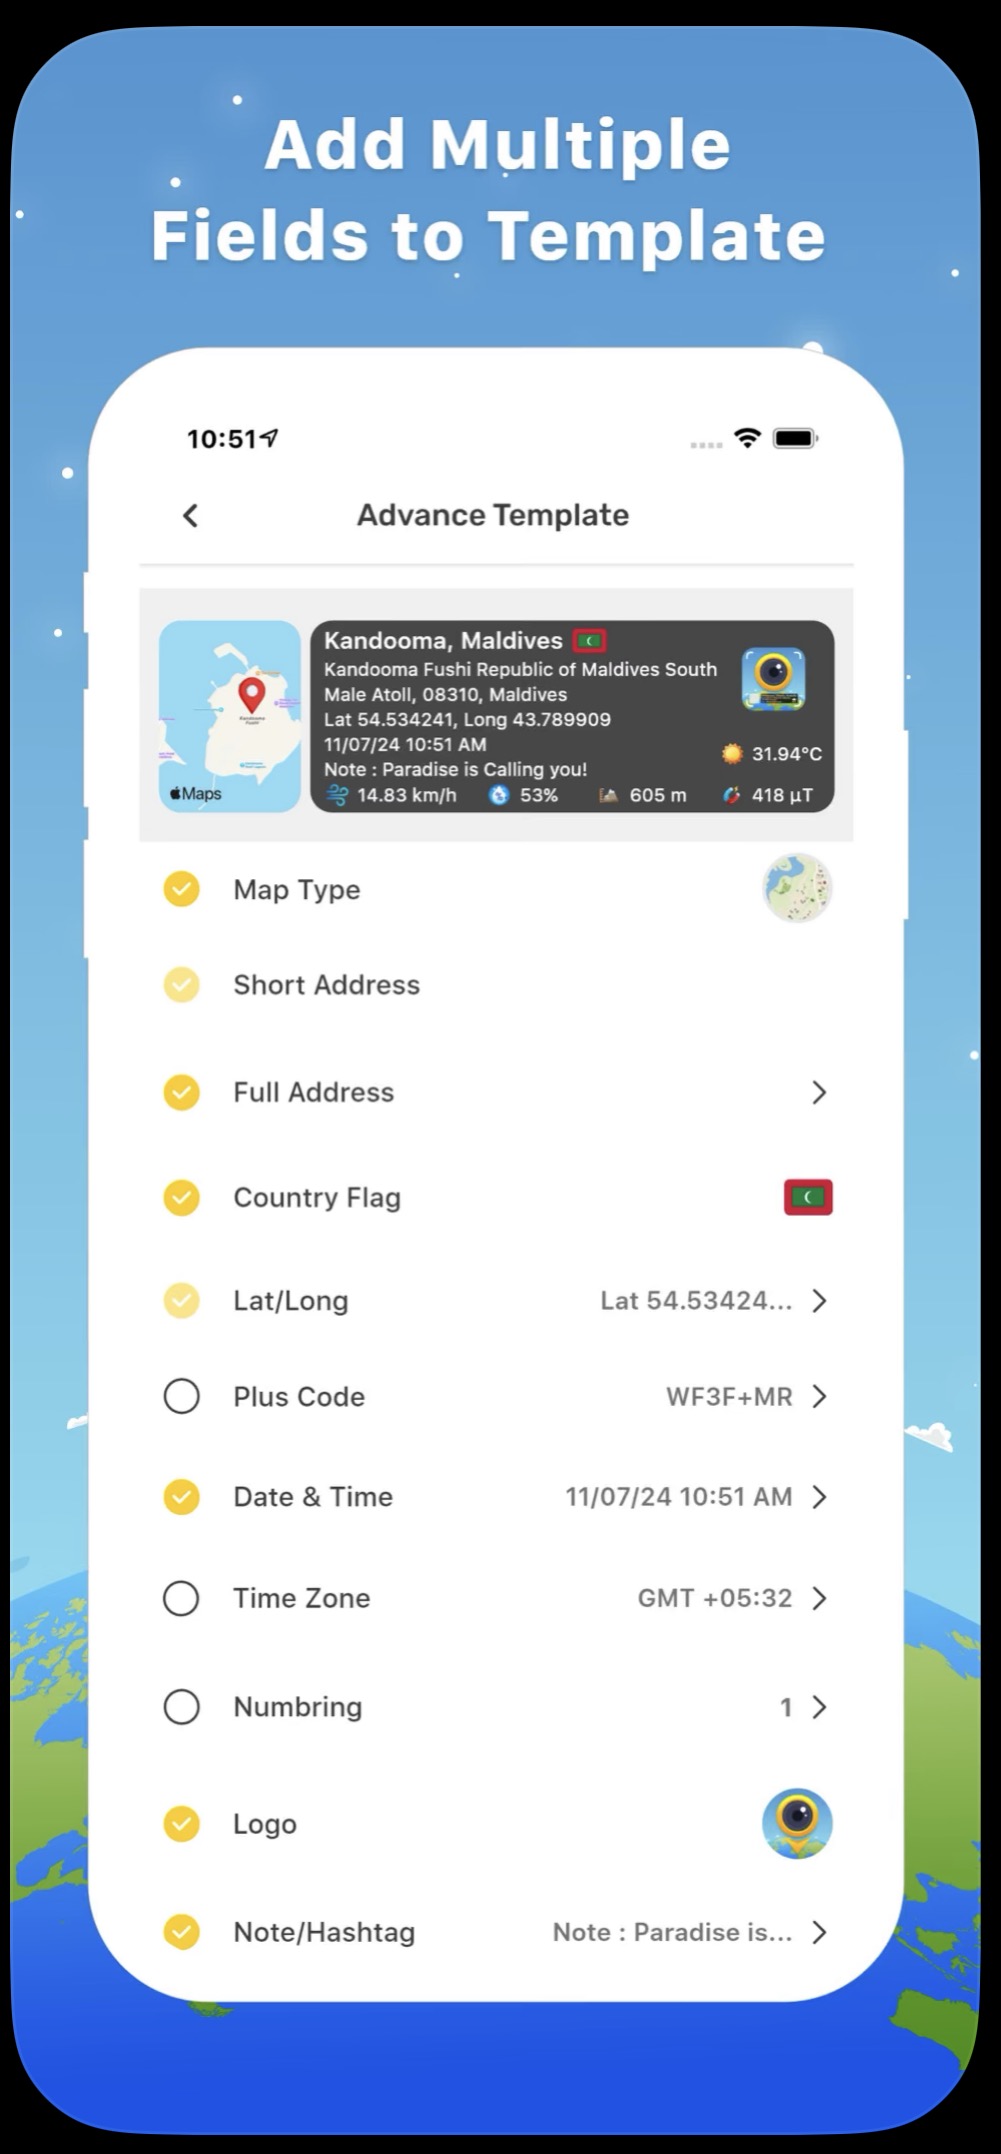 Add Multiple
Fields to Template
10:51
Advance Template
Kandooma, Maldives
Kandooma Fushi Republic of Maldives South
Male Atoll, 08310, Maldives
Lat 54.534241, Long 43.789909
11/07/24 10:51 AM
31.94°C
Note : Paradise is Calling you!
14.83 km/h 53% 605 m 418 µT
Maps
Kandooma
Fushi
Map Type
Short Address
Full Address
Country Flag
Lat/Long Lat 54.53424...
Plus Code WF3F+MR
Date & Time 11/07/24 10:51 AM
Time Zone GMT +05:32
Numbring 1
Logo
Note/Hashtag Note : Paradise is...